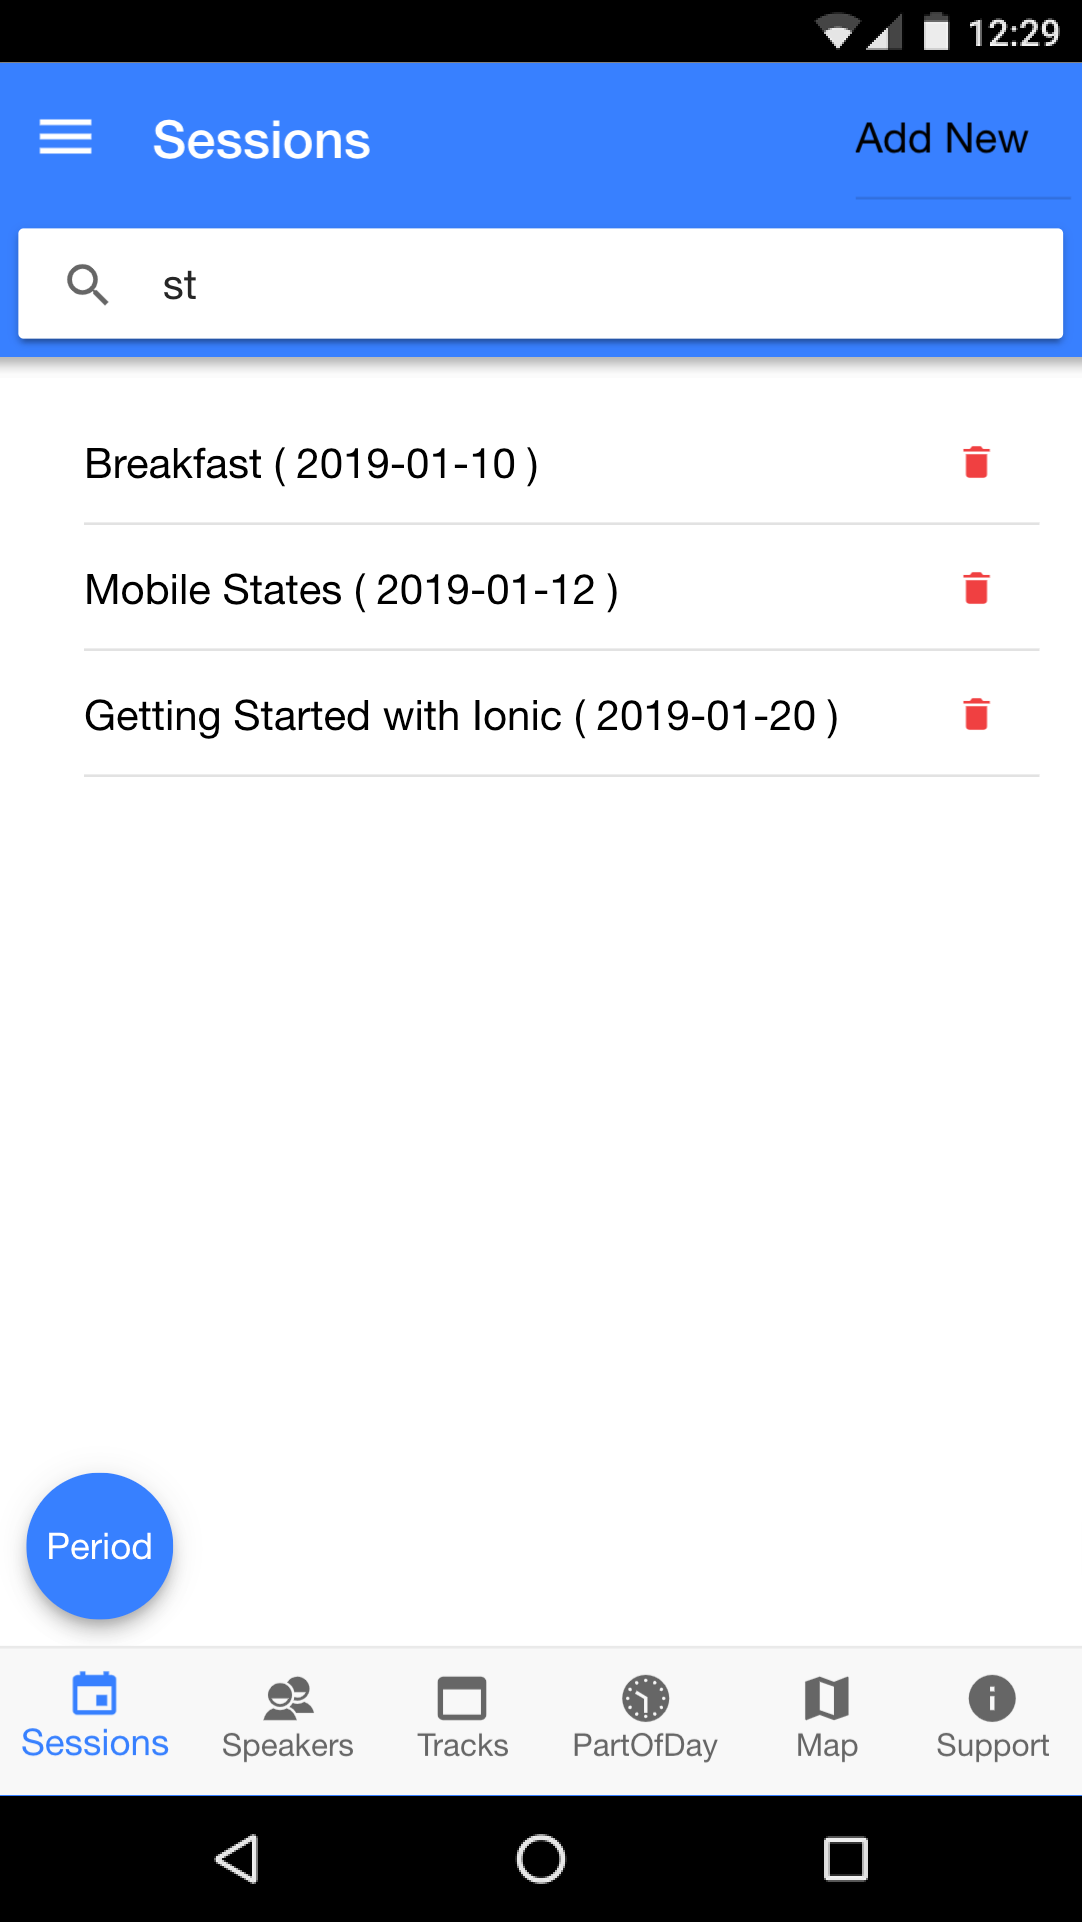 12:29
Sessions
Add New
st
Breakfast ( 2019-01-10 )
Mobile States ( 2019-01-12 )
Getting Started with Ionic ( 2019-01-20 )
Period
Sessions
Speakers
Tracks
PartOfDay
Map
Support